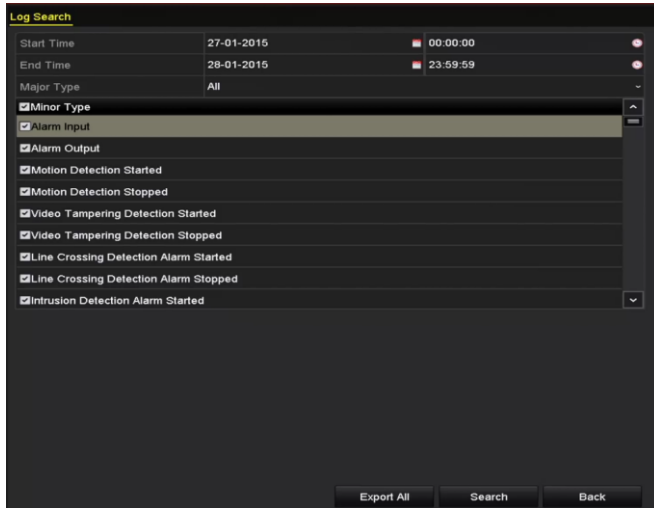 Log Search
Start Time 27-01-2015 00:00:00
End Time 28-01-2015 23:59:59
Major Type All
Minor Type
Alarm Input
Alarm Output
Motion Detection Started
Motion Detection Stopped
Video Tampering Detection Started
Video Tampering Detection Stopped
Line Crossing Detection Alarm Started
Line Crossing Detection Alarm Stopped
Intrusion Detection Alarm Started
Export All Search Back